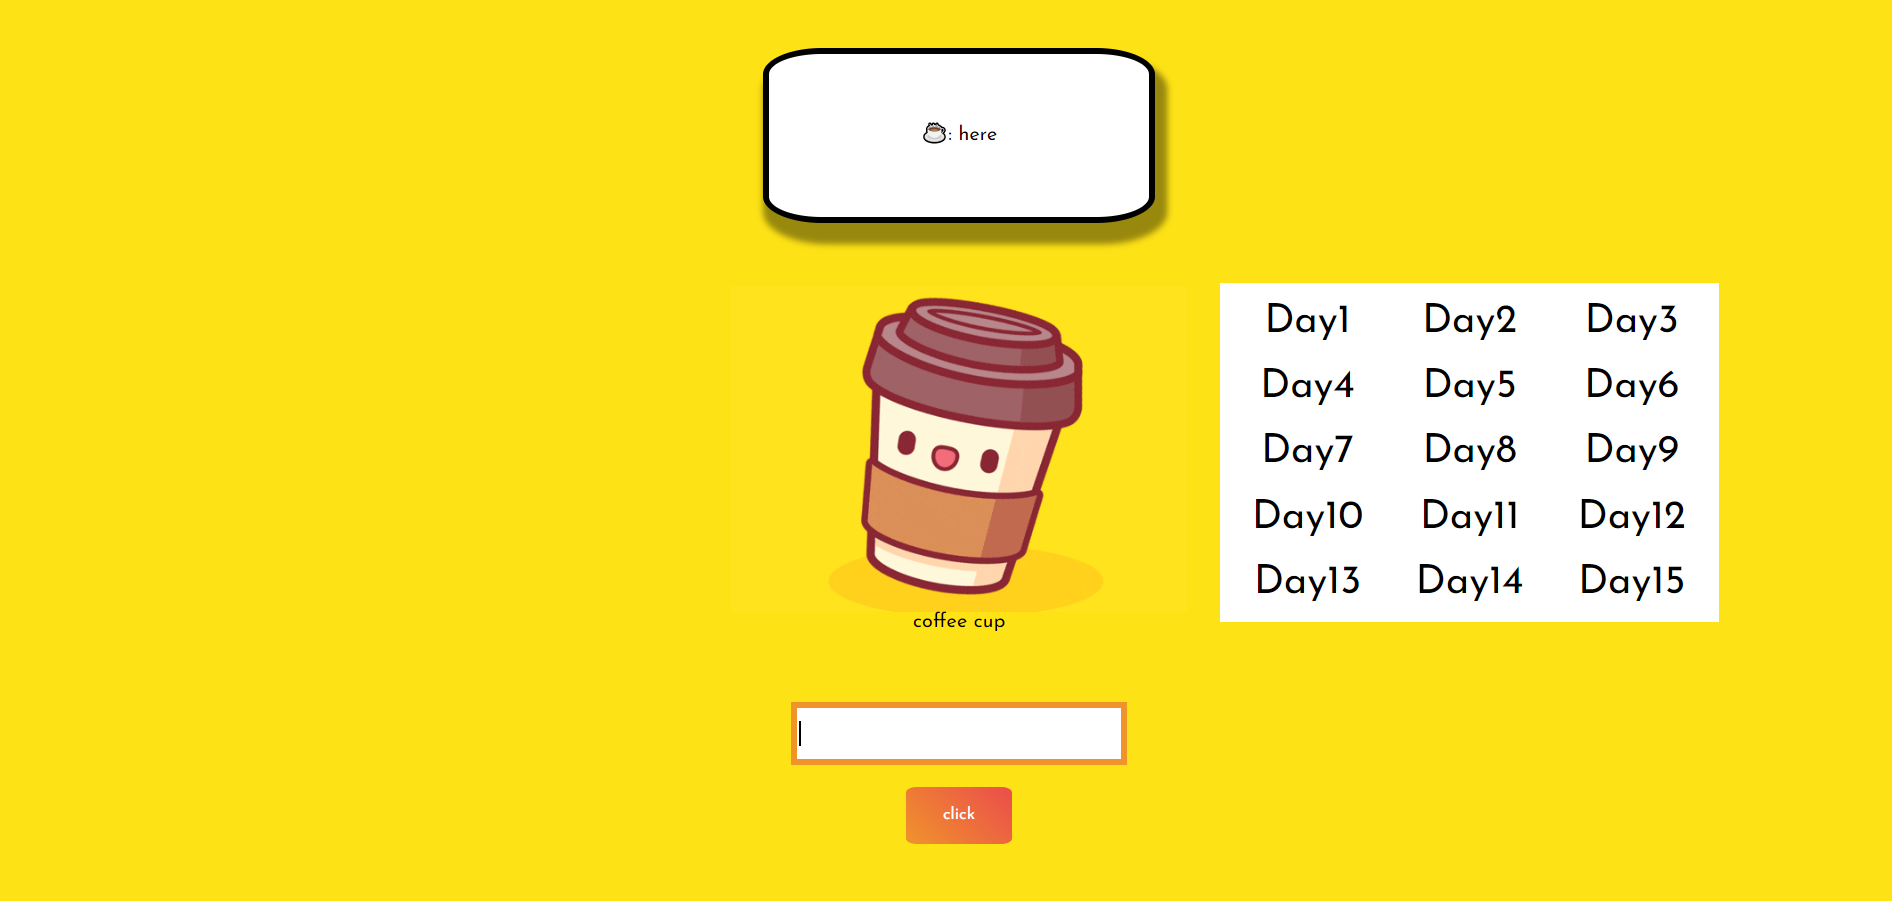 ☕: here
Day1 Day2 Day3
Day4 Day5 Day6
Day7 Day8 Day9
Day10 Day11 Day12
Day13 Day14 Day15
coffee cup
click